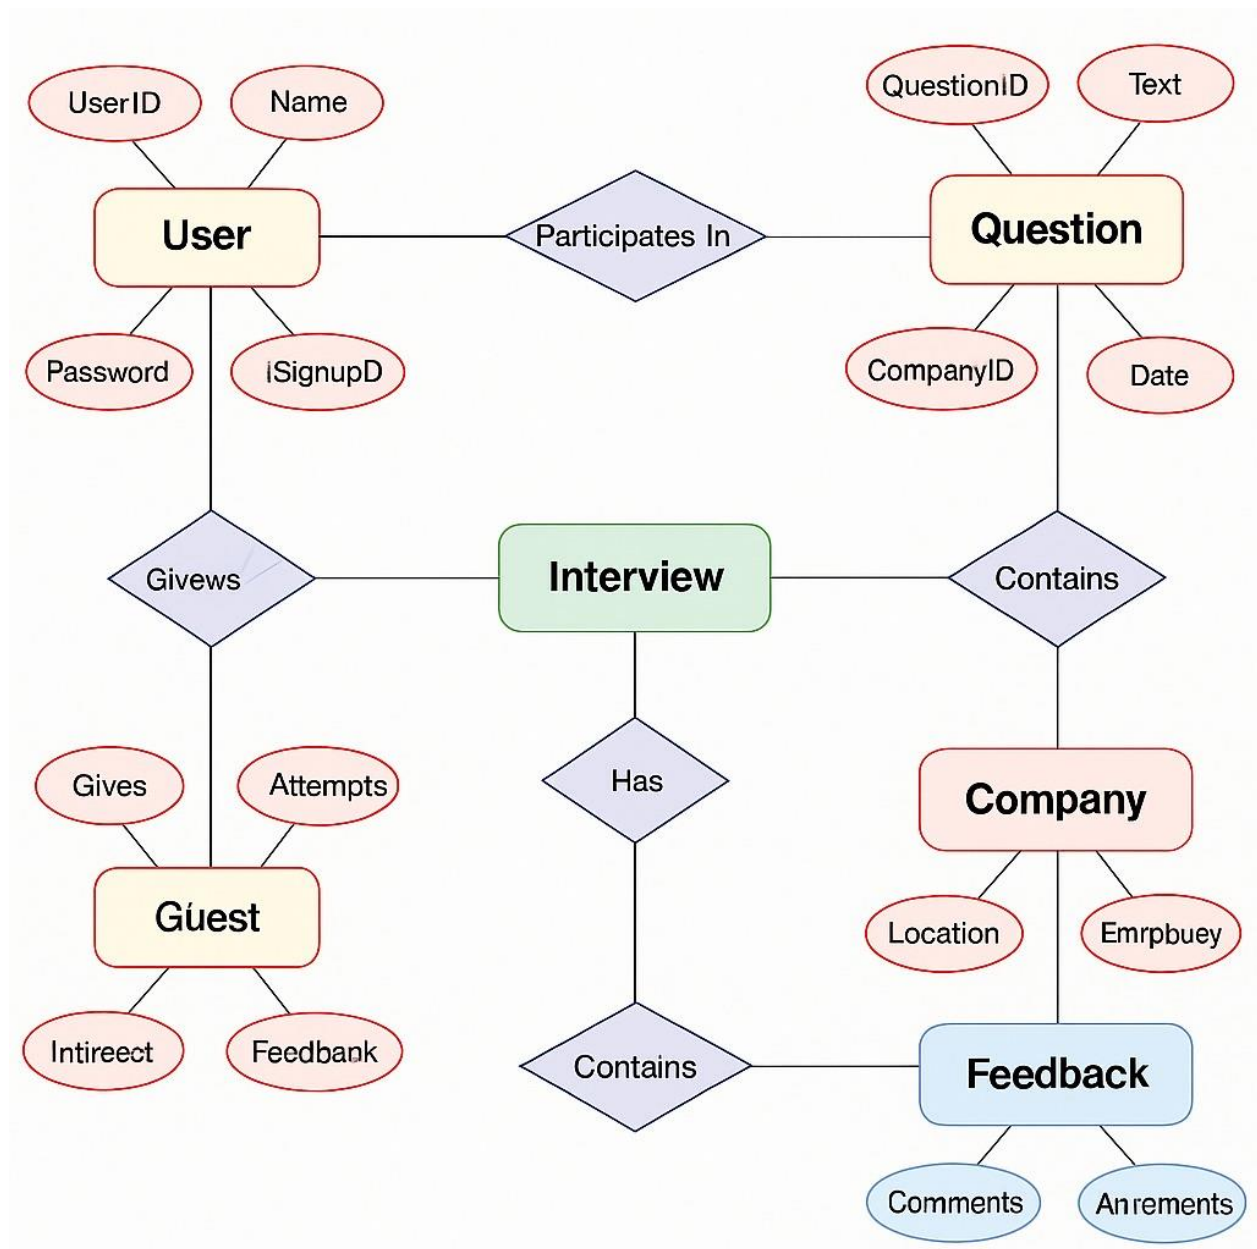 UserID
Name
QuestionID
Text
User
Participates In
Question
Password
iSignupD
CompanyID
Date
Givews
Interview
Contains
Gives
Attempts
Has
Company
Guest
Location
Emrpbuey
Intireect
Feedbank
Contains
Feedback
Comments
Anrements